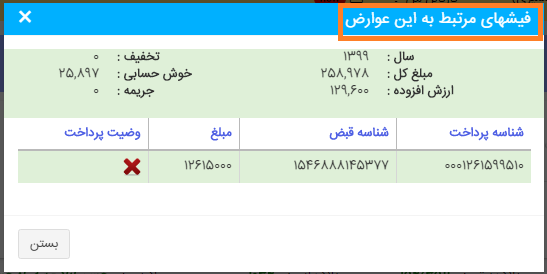 فیشهای مرتبط به این عوارض
×
سال : ۱۳۹۹ تخفیف : ۰
مبلغ کل : ۲۵۸,۹۷۸ خوش حسابی : ۲۵,۸۹۷
ارزش افزوده : ۱۲۹,۶۰۰ جریمه : ۰
شناسه پرداخت شناسه قبض مبلغ وضیت پرداخت
۰۰۰۱۲۶۱۵۹۹۵۱۰ ۱۵۴۶۸۸۸۱۴۵۳۷۷ ۱۲۶۱۵۰۰۰
بستن